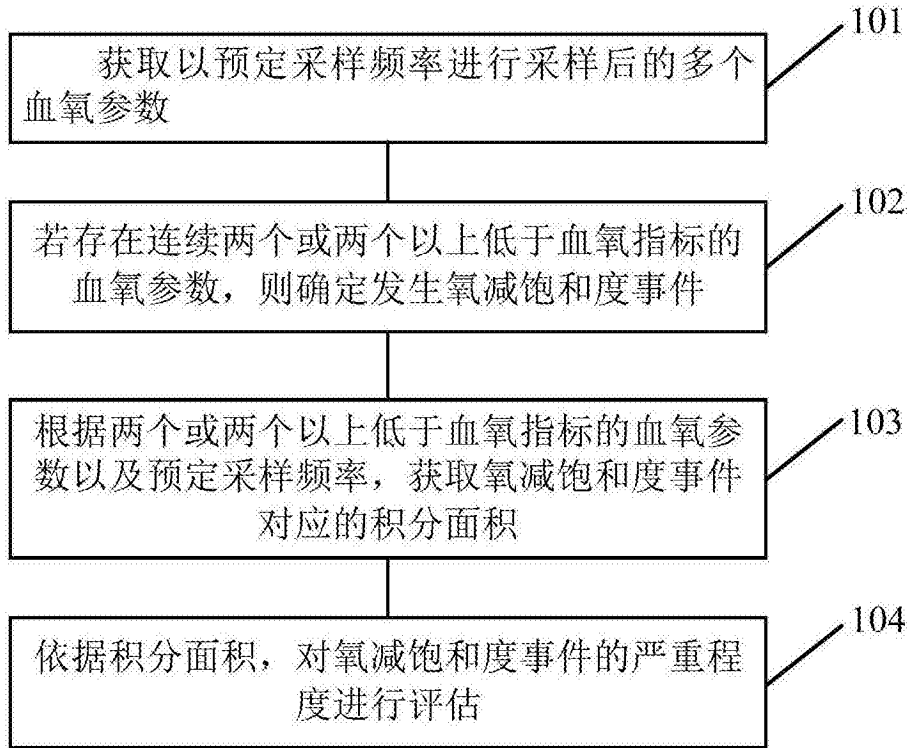 101
获取以预定采样频率进行采样后的多个
血氧参数
102
若存在连续两个或两个以上低于血氧指标的
血氧参数，则确定发生氧减饱和度事件
103
根据两个或两个以上低于血氧指标的血氧参
数以及预定采样频率，获取氧减饱和度事件
对应的积分面积
104
依据积分面积，对氧减饱和度事件的严重程
度进行评估